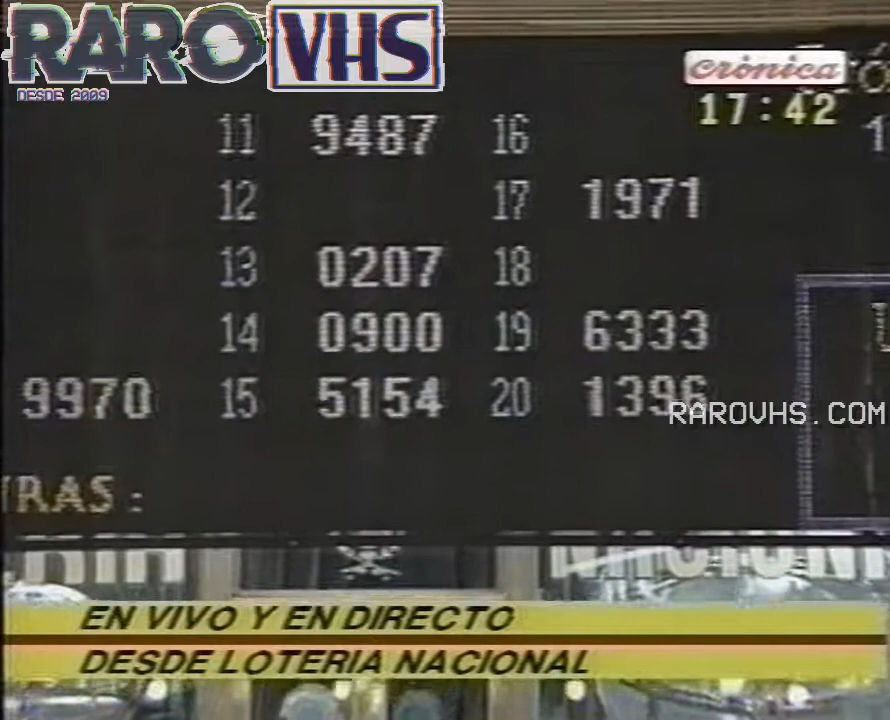 RARO VHS
DESDE 2009
crónica
17:42
11 9487 16
12 17 1971
13 0207 18
14 0900 19 6333
9970 15 5154 20 1396
RAROVHS.COM
RAS:
EN VIVO Y EN DIRECTO
DESDE LOTERIA NACIONAL